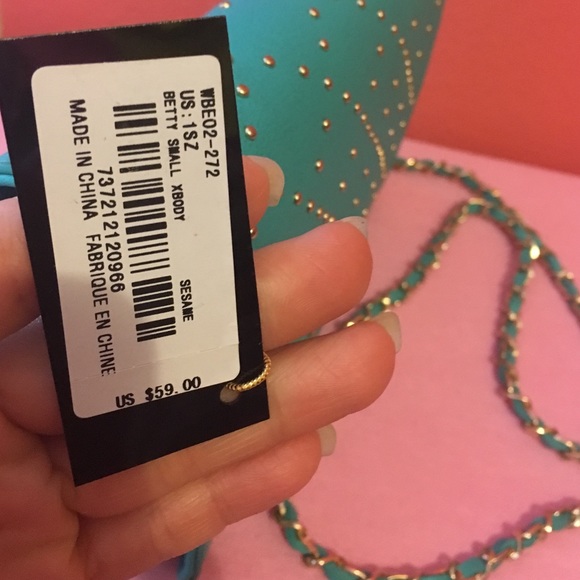 WBE02-272
US:1SZ
BETTY SMALL XBODY SESAME
737212120966
MADE IN CHINA FABRIQUE EN CHINE
US $59.00